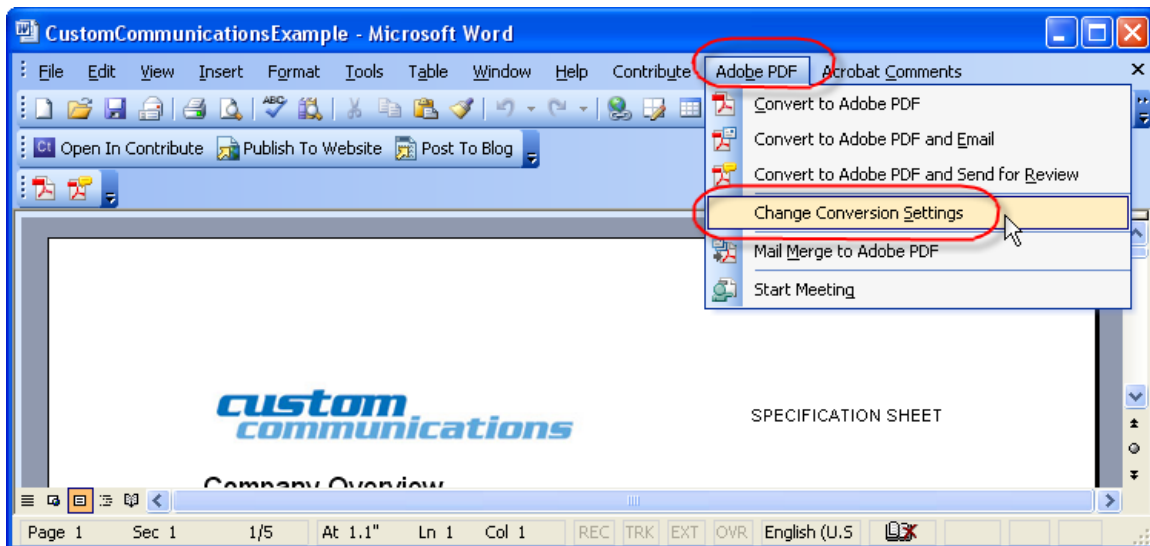 CustomCommunicationsExample - Microsoft Word
File Edit View Insert Format Tools Table Window Help Contribute Adobe PDF Acrobat Comments
Convert to Adobe PDF
Convert to Adobe PDF and Email
Open In Contribute Publish To Website Post To Blog
Convert to Adobe PDF and Send for Review
Change Conversion Settings
Mail Merge to Adobe PDF
Start Meeting
custom
communications
SPECIFICATION SHEET
Company Overview
Page 1 Sec 1 1/5 At 1.1" Ln 1 Col 1 REC TRK EXT OVR English (U.S